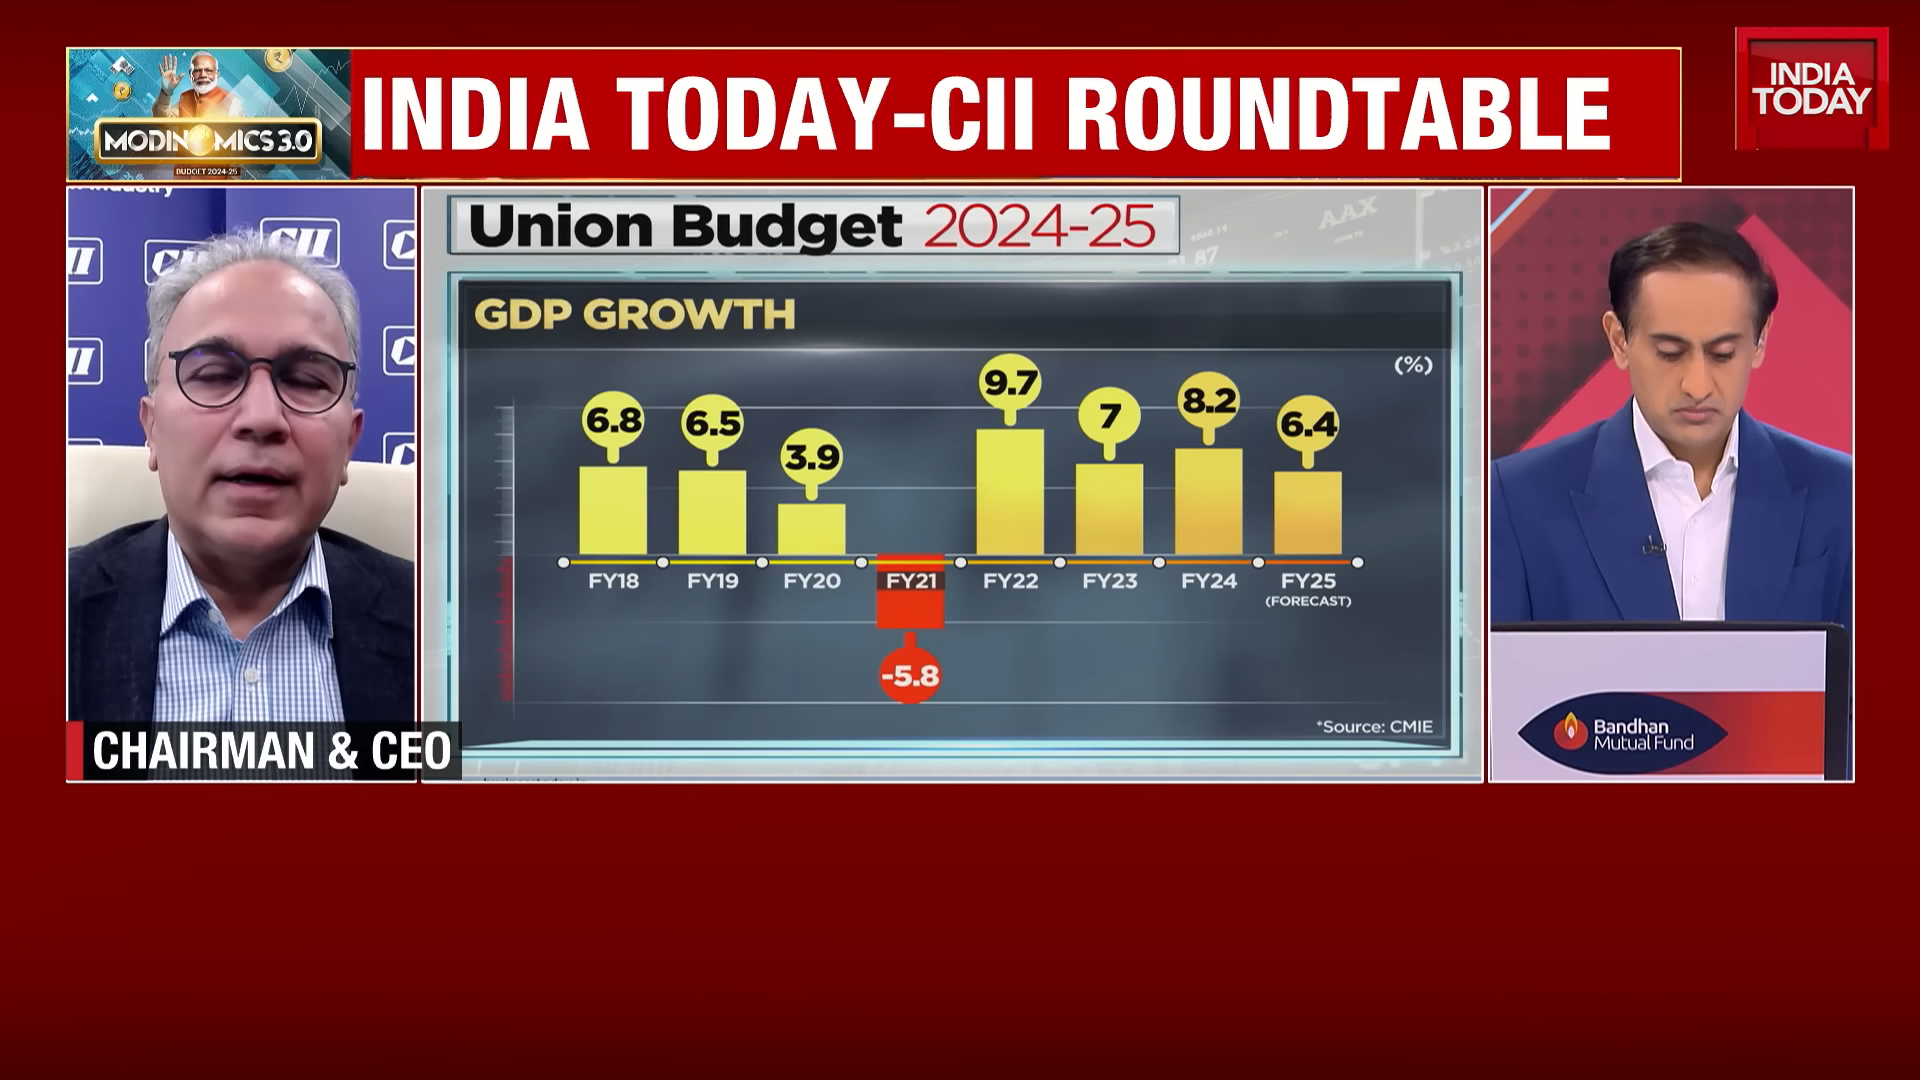 INDIA TODAY-CII ROUNDTABLE
INDIA
TODAY
MODINOMICS 3.0
BUDGET 2024-25
CII
Union Budget 2024-25
AAX
GDP GROWTH
(%)
6.8
6.5
3.9
9.7
7
8.2
6.4
FY18
FY19
FY20
FY21
FY22
FY23
FY24
FY25
(FORECAST)
-5.8
*Source: CMIE
CHAIRMAN & CEO
Bandhan
Mutual Fund